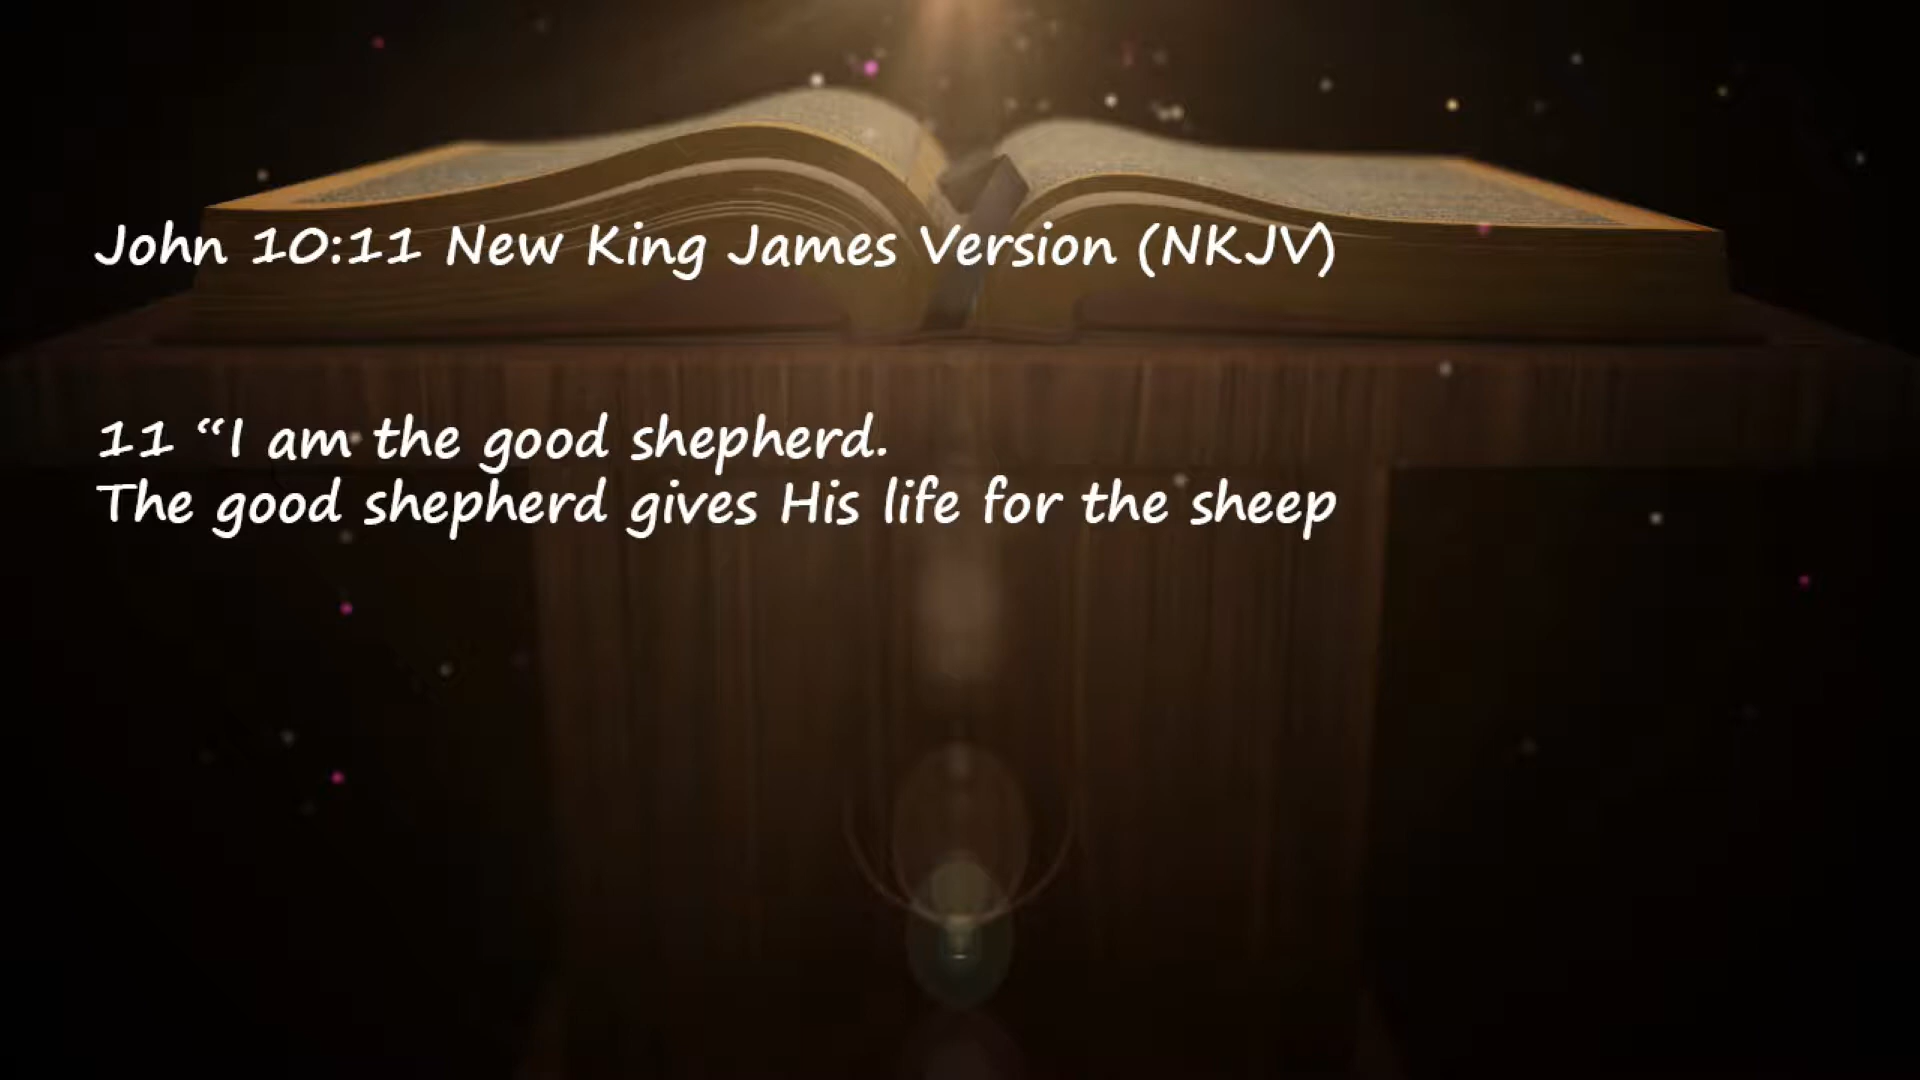 John 10:11 New King James Version (NKJV)
11 “I am the good shepherd.
The good shepherd gives His life for the sheep